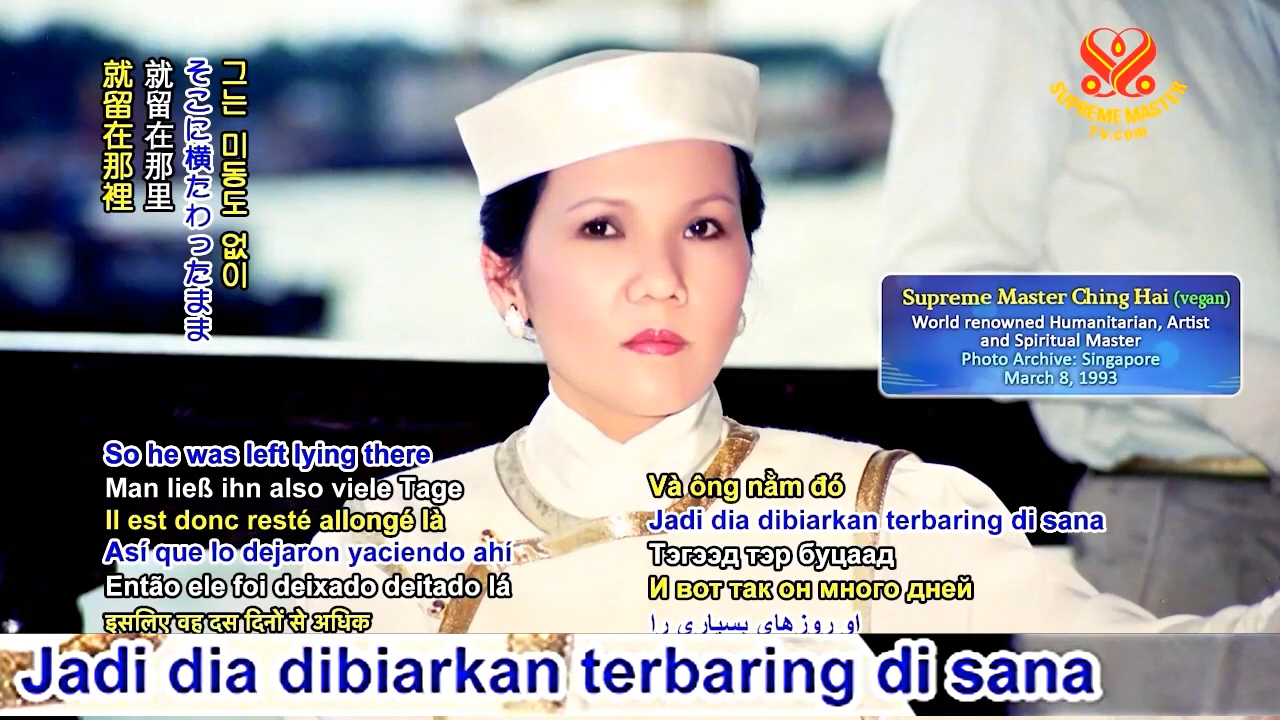 就留在那裡
就留在那里
そこに横たわったまま
그는 미동도 없이
SUPREME MASTER
TV.com
Supreme Master Ching Hai (vegan)
World renowned Humanitarian, Artist
and Spiritual Master
Photo Archive: Singapore
March 8, 1993
So he was left lying there
Man ließ ihn also viele Tage
Il est donc resté allongé là
Así que lo dejaron yaciendo ahí
Então ele foi deixado deitado lá
इसलिए वह दस दिनों से अधिक
Và ông nằm đó
Jadi dia dibiarkan terbaring di sana
Тэгээд тэр буцаад
И вот так он много дней
او روزهای بسیاری را
Jadi dia dibiarkan terbaring di sana